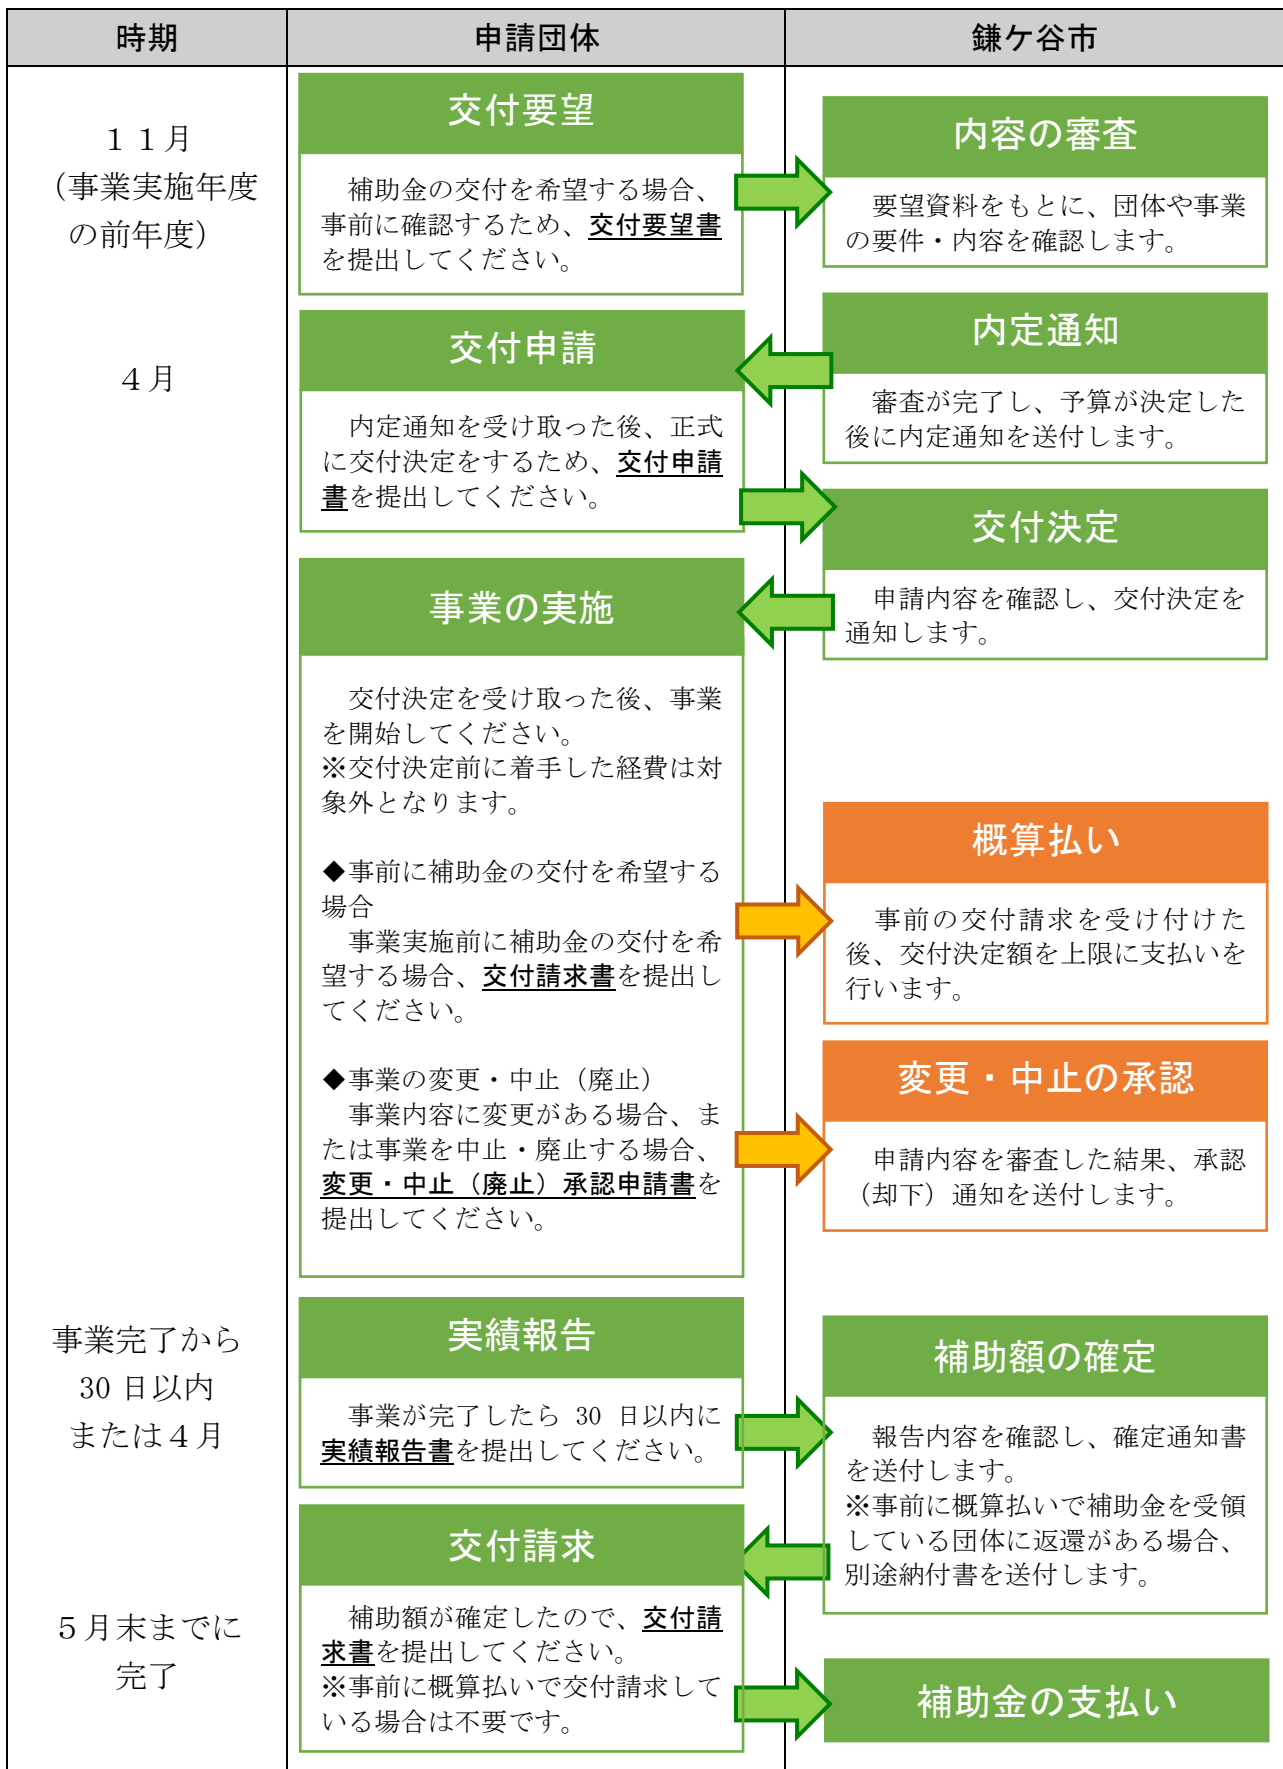 時期
申請団体
鎌ケ谷市
１１月
（事業実施年度
の前年度）
交付要望
補助金の交付を希望する場合、
事前に確認するため、交付要望書
を提出してください。
内容の審査
要望資料をもとに、団体や事業
の要件・内容を確認します。
４月
内定通知
審査が完了し、予算が決定した
後に内定通知を送付します。
交付申請
内定通知を受け取った後、正式
に交付決定をするため、交付申請
書を提出してください。
交付決定
申請内容を確認し、交付決定を
通知します。
事業の実施
交付決定を受け取った後、事業
を開始してください。
※交付決定前に着手した経費は対
象外となります。
◆事前に補助金の交付を希望する
場合
事業実施前に補助金の交付を希
望する場合、交付請求書を提出し
てください。
◆事業の変更・中止（廃止）
事業内容に変更がある場合、ま
たは事業を中止・廃止する場合、
変更・中止（廃止）承認申請書を
提出してください。
概算払い
事前の交付請求を受け付けた
後、交付決定額を上限に支払いを
行います。
変更・中止の承認
申請内容を審査した結果、承認
（却下）通知を送付します。
事業完了から
30 日以内
または４月
実績報告
事業が完了したら 30 日以内に
実績報告書を提出してください。
補助額の確定
報告内容を確認し、確定通知書
を送付します。
※事前に概算払いで補助金を受領
している団体に返還がある場合、
別途納付書を送付します。
５月末までに
完了
交付請求
補助額が確定したので、交付請
求書を提出してください。
※事前に概算払いで交付請求して
いる場合は不要です。
補助金の支払い